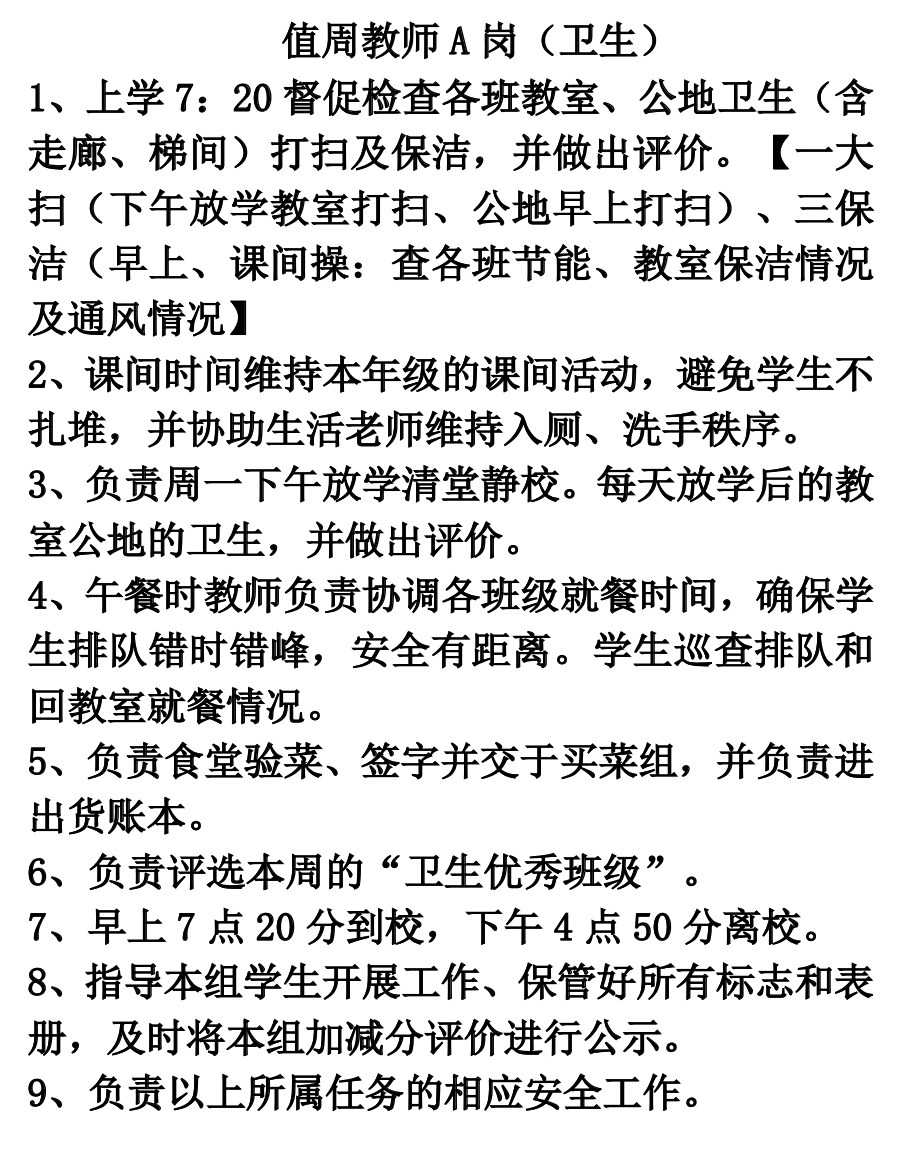 值周教师A岗（卫生）
1、上学7：20督促检查各班教室、公地卫生（含
走廊、梯间）打扫及保洁，并做出评价。【一大
扫（下午放学教室打扫、公地早上打扫）、三保
洁（早上、课间操：查各班节能、教室保洁情况
及通风情况】
2、课间时间维持本年级的课间活动，避免学生不
扎堆，并协助生活老师维持入厕、洗手秩序。
3、负责周一下午放学清堂静校。每天放学后的教
室公地的卫生，并做出评价。
4、午餐时教师负责协调各班级就餐时间，确保学
生排队错时错峰，安全有距离。学生巡查排队和
回教室就餐情况。
5、负责食堂验菜、签字并交于买菜组，并负责进
出货账本。
6、负责评选本周的“卫生优秀班级”。
7、早上7点20分到校，下午4点50分离校。
8、指导本组学生开展工作、保管好所有标志和表
册，及时将本组加减分评价进行公示。
9、负责以上所属任务的相应安全工作。